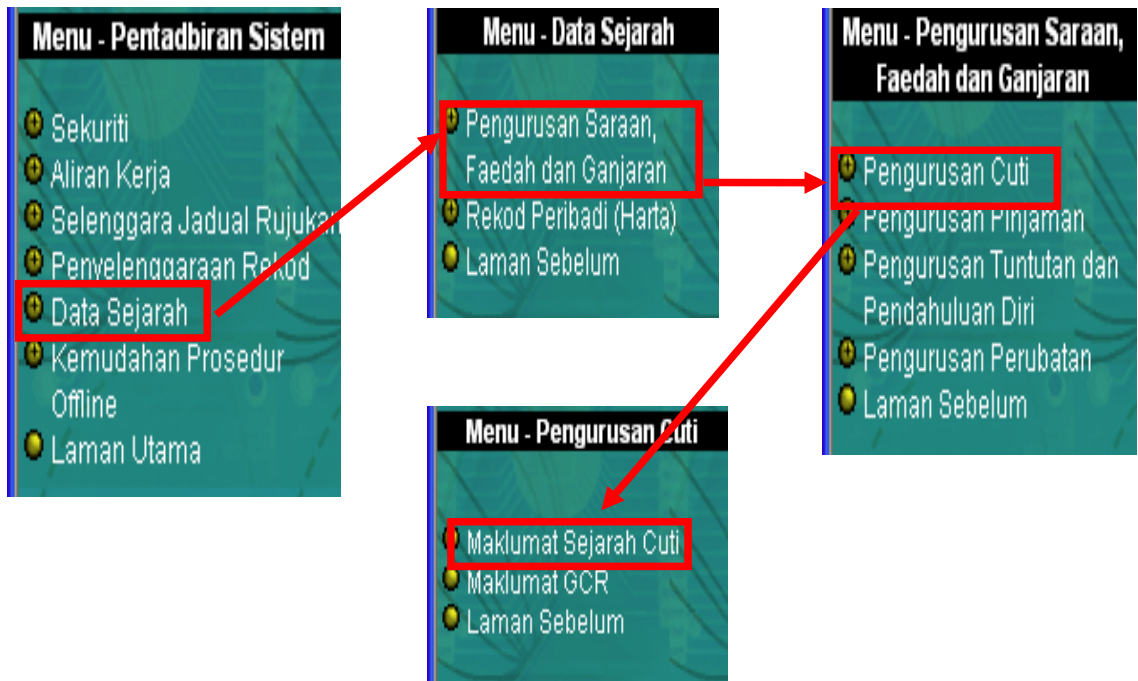 Menu - Pentadbiran Sistem
Sekuriti
Aliran Kerja
Selenggara Jadual Rujukan
Penyelenggaraan Rekod
Data Sejarah
Kemudahan Prosedur
Offline
Laman Utama
Menu - Data Sejarah
Pengurusan Saraan,
Faedah dan Ganjaran
Rekod Peribadi (Harta)
Laman Sebelum
Menu - Pengurusan Saraan,
Faedah dan Ganjaran
Pengurusan Cuti
Pengurusan Pinjaman
Pengurusan Tuntutan dan
Pendahuluan Diri
Pengurusan Perubatan
Laman Sebelum
Menu - Pengurusan Cuti
Maklumat Sejarah Cuti
Maklumat GCR
Laman Sebelum